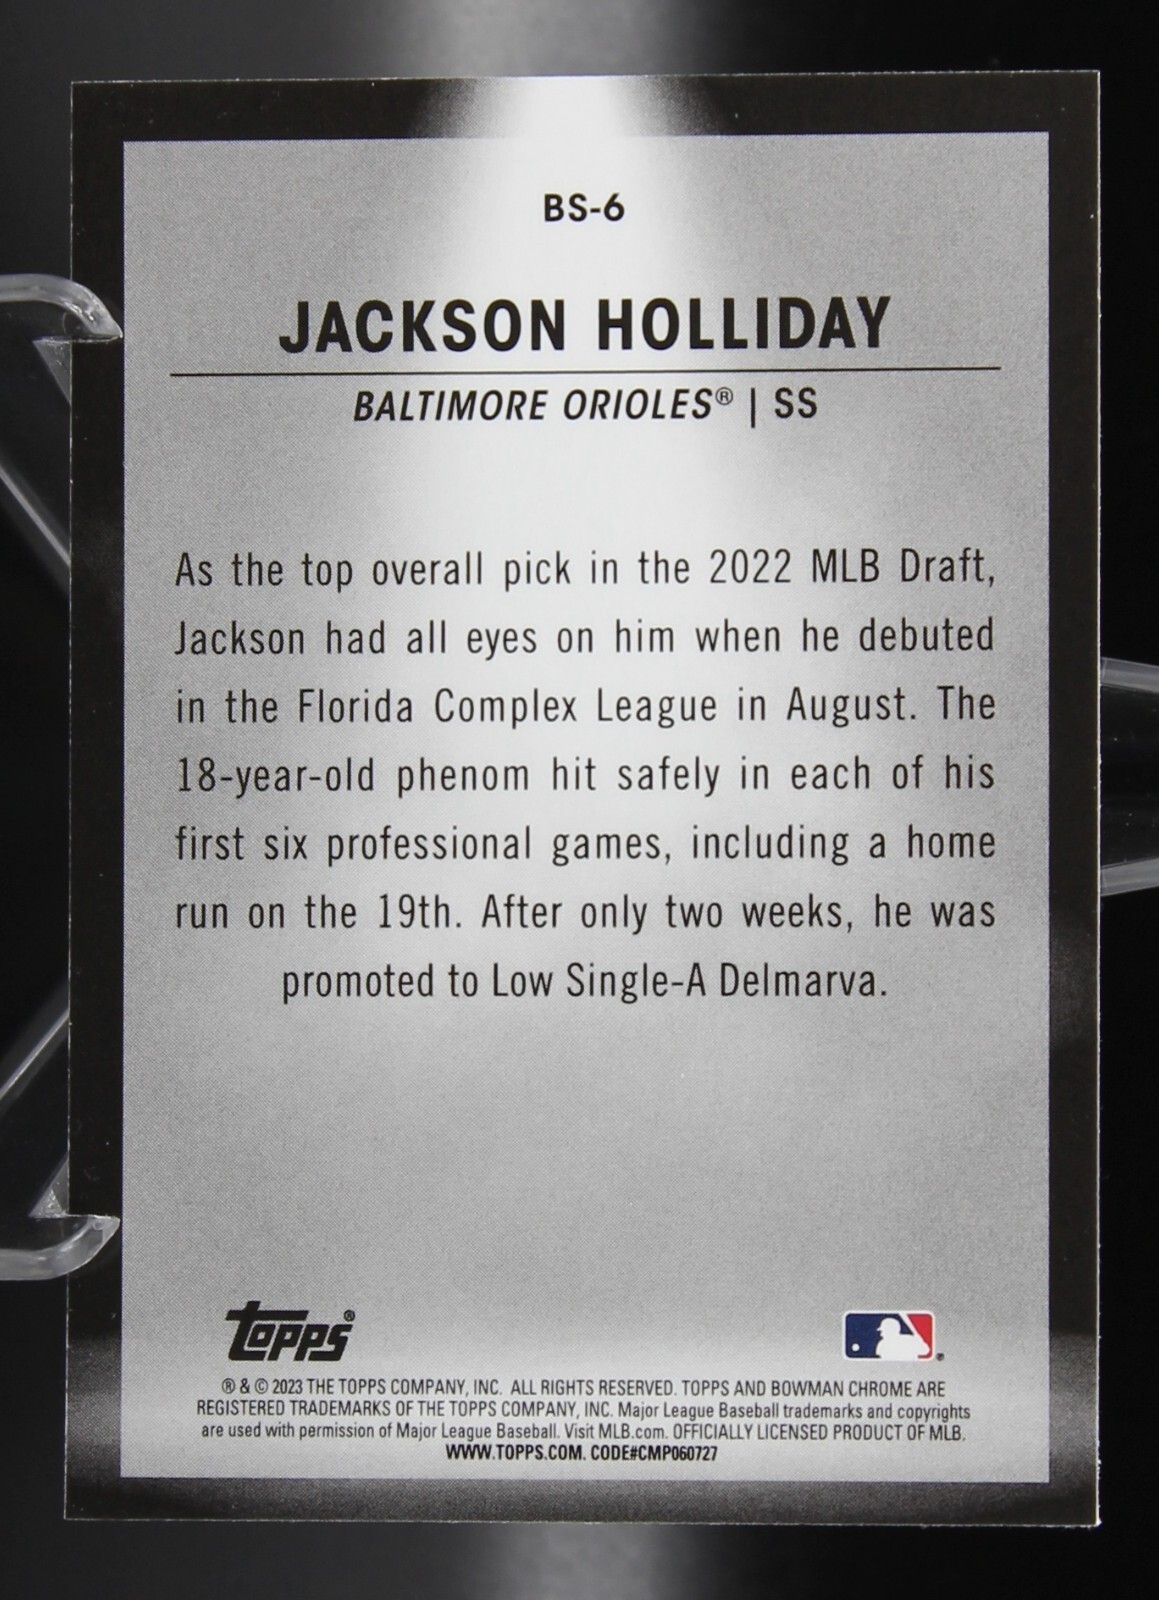 BS-6
JACKSON HOLLIDAY
BALTIMORE ORIOLES® | SS
As the top overall pick in the 2022 MLB Draft,
Jackson had all eyes on him when he debuted
in the Florida Complex League in August. The
18-year-old phenom hit safely in each of his
first six professional games, including a home
run on the 19th. After only two weeks, he was
promoted to Low Single-A Delmarva.
Topps®
® & © 2023 THE TOPPS COMPANY, INC. ALL RIGHTS RESERVED. TOPPS AND BOWMAN CHROME ARE
REGISTERED TRADEMARKS OF THE TOPPS COMPANY, INC. Major League Baseball trademarks and copyrights
are used with permission of Major League Baseball. Visit MLB.com. OFFICIALLY LICENSED PRODUCT OF MLB.
WWW.TOPPS.COM. CODE#CMP060727